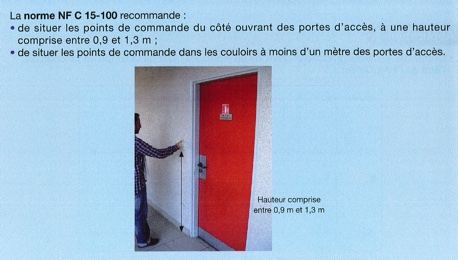 La norme NF C 15-100 recommande :
• de situer les points de commande du côté ouvrant des portes d'accès, à une hauteur
comprise entre 0,9 et 1,3 m ;
• de situer les points de commande dans les couloirs à moins d'un mètre des portes d'accès.
Hauteur comprise
entre 0,9 m et 1,3 m